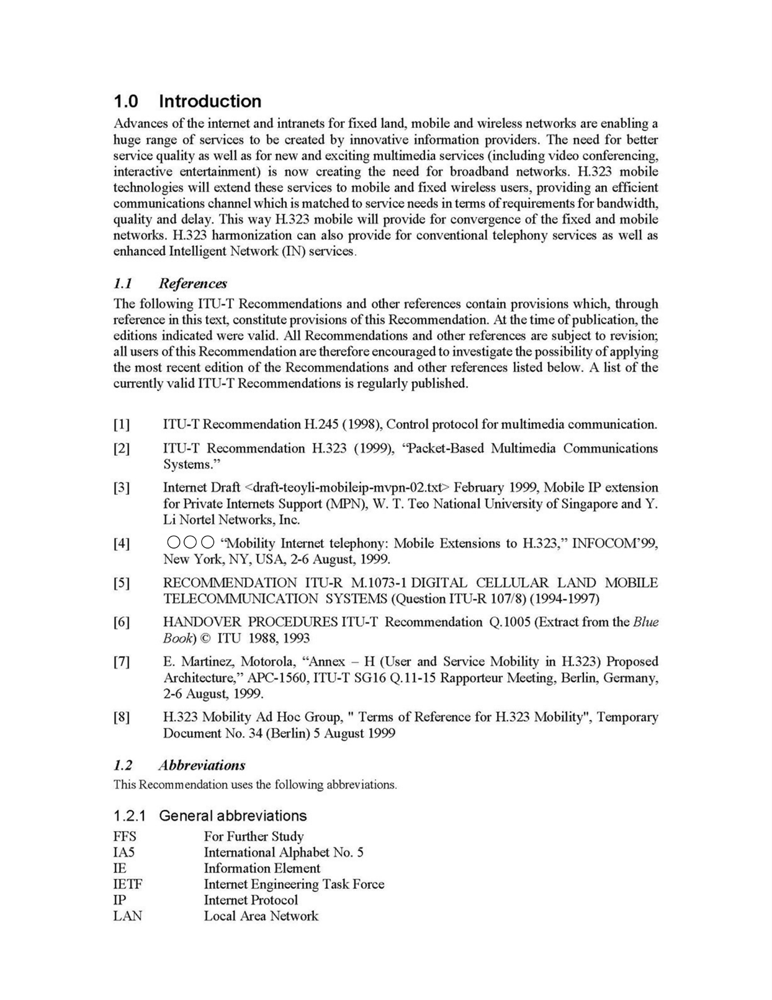 1.0 Introduction
Advances of the internet and intranets for fixed land, mobile and wireless networks are enabling a
huge range of services to be created by innovative information providers. The need for better
service quality as well as for new and exciting multimedia services (including video conferencing,
interactive entertainment) is now creating the need for broadband networks. H.323 mobile
technologies will extend these services to mobile and fixed wireless users, providing an efficient
communications channel which is matched to service needs in terms of requirements for bandwidth,
quality and delay. This way H.323 mobile will provide for convergence of the fixed and mobile
networks. H.323 harmonization can also provide for conventional telephony services as well as
enhanced Intelligent Network (IN) services.
1.1 References
The following ITU-T Recommendations and other references contain provisions which, through
reference in this text, constitute provisions of this Recommendation. At the time of publication, the
editions indicated were valid. All Recommendations and other references are subject to revision;
all users of this Recommendation are therefore encouraged to investigate the possibility of applying
the most recent edition of the Recommendations and other references listed below. A list of the
currently valid ITU-T Recommendations is regularly published.
[1] ITU-T Recommendation H.245 (1998), Control protocol for multimedia communication.
[2] ITU-T Recommendation H.323 (1999), “Packet-Based Multimedia Communications
Systems.”
[3] Internet Draft <draft-teoyli-mobileip-mvpn-02.txt> February 1999, Mobile IP extension
for Private Internets Support (MPN), W. T. Teo National University of Singapore and Y.
Li Nortel Networks, Inc.
[4] ○○○ “Mobility Internet telephony: Mobile Extensions to H.323,” INFOCOM’99,
New York, NY, USA, 2-6 August, 1999.
[5] RECOMMENDATION ITU-R M.1073-1 DIGITAL CELLULAR LAND MOBILE
TELECOMMUNICATION SYSTEMS (Question ITU-R 107/8) (1994-1997)
[6] HANDOVER PROCEDURES ITU-T Recommendation Q.1005 (Extract from the Blue
Book) © ITU 1988, 1993
[7] E. Martinez, Motorola, “Annex – H (User and Service Mobility in H.323) Proposed
Architecture,” APC-1560, ITU-T SG16 Q.11-15 Rapporteur Meeting, Berlin, Germany,
2-6 August, 1999.
[8] H.323 Mobility Ad Hoc Group, " Terms of Reference for H.323 Mobility", Temporary
Document No. 34 (Berlin) 5 August 1999
1.2 Abbreviations
This Recommendation uses the following abbreviations.
1.2.1 General abbreviations
FFS For Further Study
IA5 International Alphabet No. 5
IE Information Element
IETF Internet Engineering Task Force
IP Internet Protocol
LAN Local Area Network